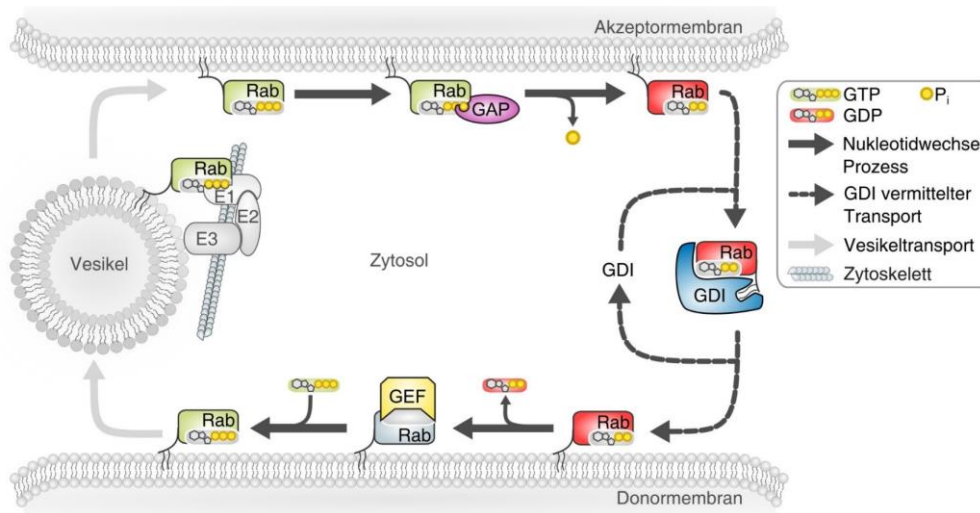 Akzeptormembran
Rab
Rab
GAP
Rab
GTP
P i
GDP
Nukleotidwechse
Prozess
GDI vermittelter
Transport
Vesikeltransport
Zytoskelett
Rab
E1
E2
E3
Vesikel
Zytosol
GDI
Rab
GDI
GEF
Rab
Rab
Rab
Donormembran